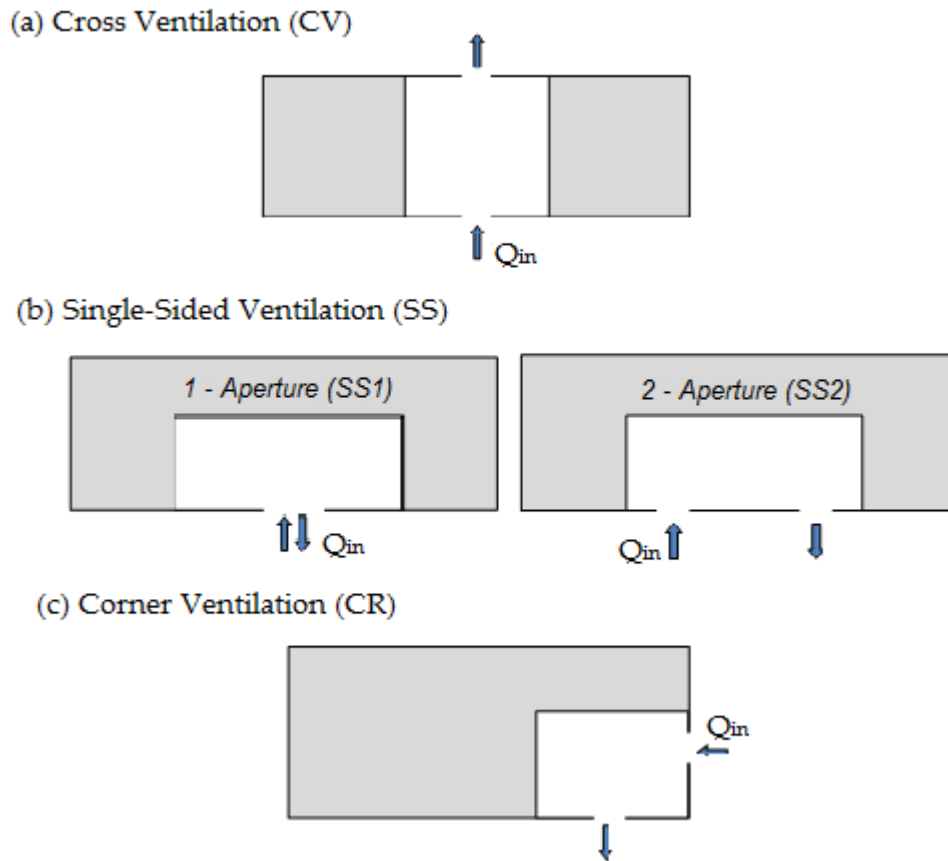 (a) Cross Ventilation (CV)
Qin
(b) Single-Sided Ventilation (SS)
1 - Aperture (SS1)
2 - Aperture (SS2)
Qin
Qin
(c) Corner Ventilation (CR)
Qin